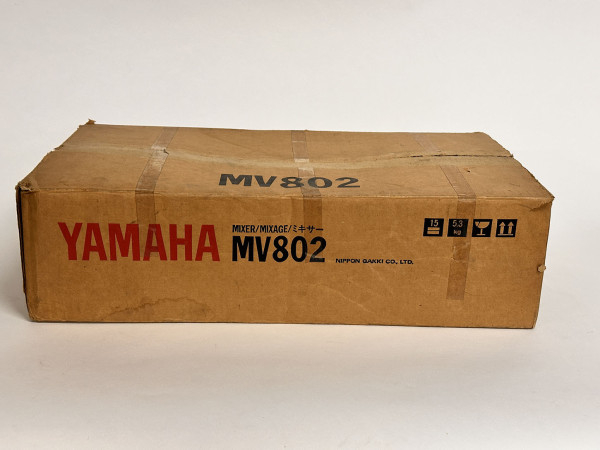 MV802
YAMAHA
MIXER/MIXAGE/ミキサー
MV802
NIPPON GAKKI CO., LTD.
15
5.3
kg